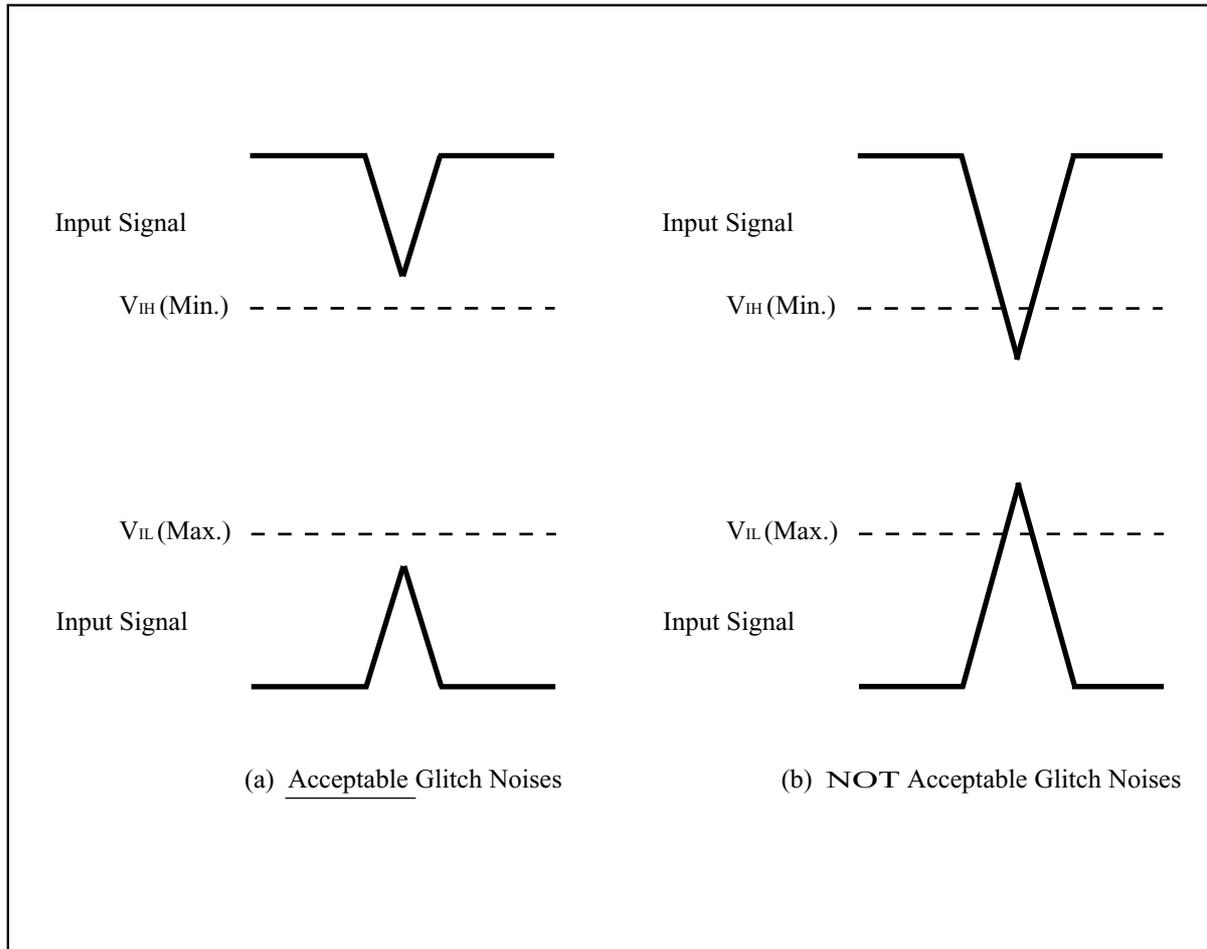 Input Signal
VIH (Min.)
VIL (Max.)
Input Signal
(a) Acceptable Glitch Noises
Input Signal
VIH (Min.)
VIL (Max.)
Input Signal
(b) NOT Acceptable Glitch Noises